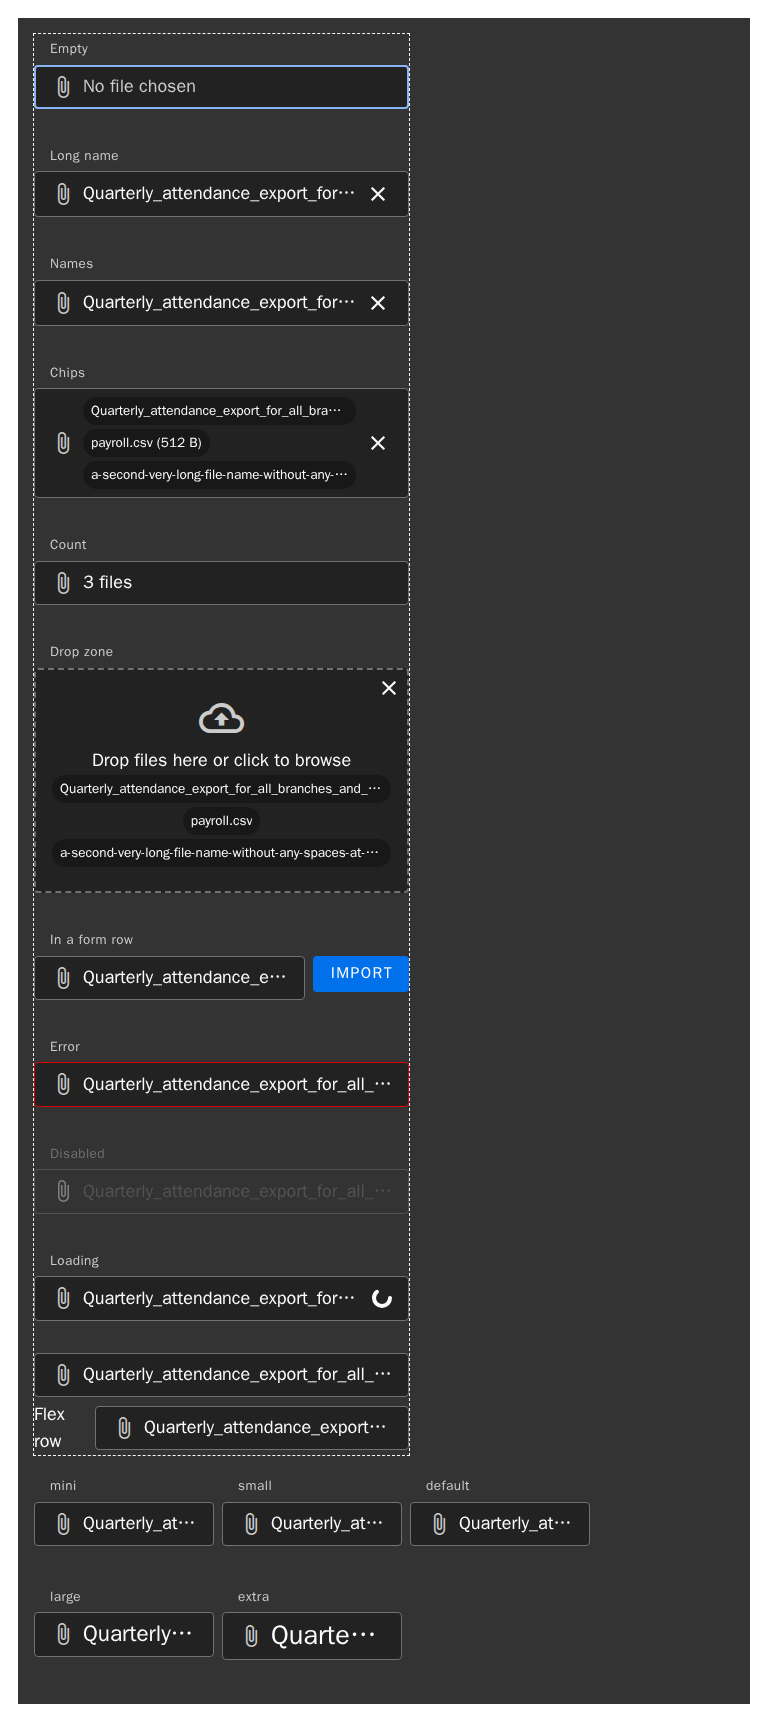 Empty
No file chosen
Long name
Quarterly_attendance_export_for···
Names
Quarterly_attendance_export_for···
Chips
Quarterly_attendance_export_for_all_bra···
payroll.csv (512 B)
a-second-very-long-file-name-without-any-···
Count
3 files
Drop zone
Drop files here or click to browse
Quarterly_attendance_export_for_all_branches_and_···
payroll.csv
a-second-very-long-file-name-without-any-spaces-at-···
In a form row
Quarterly_attendance_e··· IMPORT
Error
Quarterly_attendance_export_for_all_···
Disabled
Quarterly_attendance_export_for_all_···
Loading
Quarterly_attendance_export_for···
Quarterly_attendance_export_for_all_···
Flex
row
Quarterly_attendance_export···
mini small default
Quarterly_at··· Quarterly_at··· Quarterly_at···
large extra
Quarterly··· Quarte···